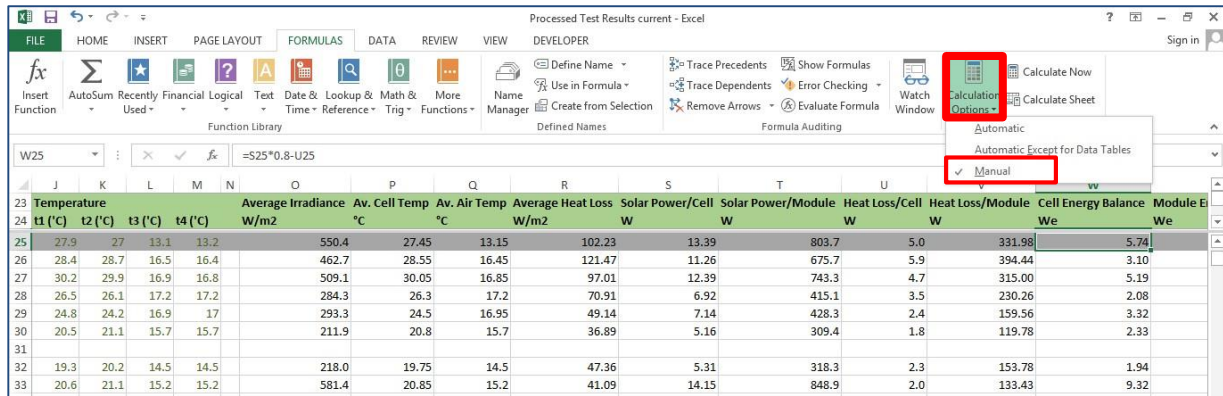 Processed Test Results current - Excel
FILE HOME INSERT PAGE LAYOUT FORMULAS DATA REVIEW VIEW DEVELOPER Sign in
Insert Function
AutoSum
Recently Used
Financial
Logical
Text
Date & Time
Lookup & Reference
Math & Trig
More Functions
Function Library
Name Manager
Define Name
Use in Formula
Create from Selection
Defined Names
Trace Precedents
Trace Dependents
Remove Arrows
Show Formulas
Error Checking
Evaluate Formula
Formula Auditing
Watch Window
Calculation Options
Calculate Now
Calculate Sheet
Automatic
Automatic Except for Data Tables
Manual
W25 fx =S25*0.8-U25
J K L M N O P Q R S T U V W
23 Temperature Average Irradiance Av. Cell Temp Av. Air Temp Average Heat Loss Solar Power/Cell Solar Power/Module Heat Loss/Cell Heat Loss/Module Cell Energy Balance Module
24 t1 (°C) t2 (°C) t3 (°C) t4 (°C) W/m2 °C °C W/m2 W W W W We We
25 27.9 27 13.1 13.2 550.4 27.45 13.15 102.23 13.39 803.7 5.0 331.98 5.74
26 28.4 28.7 16.5 16.4 462.7 28.55 16.45 121.47 11.26 675.7 5.9 394.44 3.10
27 30.2 29.9 16.9 16.8 509.1 30.05 16.85 97.01 12.39 743.3 4.7 315.00 5.19
28 26.5 26.1 17.2 17.2 284.3 26.3 17.2 70.91 6.92 415.1 3.5 230.26 2.08
29 24.8 24.2 16.9 17 293.3 24.5 16.95 49.14 7.14 428.3 2.4 159.56 3.32
30 20.5 21.1 15.7 15.7 211.9 20.8 15.7 36.89 5.16 309.4 1.8 119.78 2.33
31
32 19.3 20.2 14.5 14.5 218.0 19.75 14.5 47.36 5.31 318.3 2.3 153.78 1.94
33 20.6 21.1 15.2 15.2 581.4 20.85 15.2 41.09 14.15 848.9 2.0 133.43 9.32